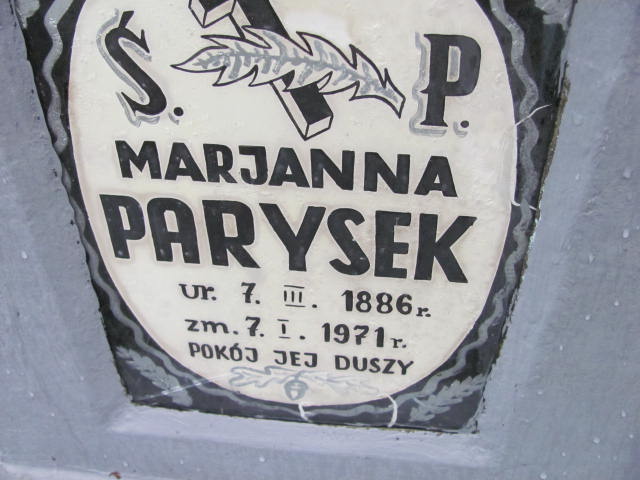 Ś. P.
MARJANNA
PARYSEK
ur. 7. III. 1886 r.
zm. 7. I. 1971 r.
POKÓJ JEJ DUSZY